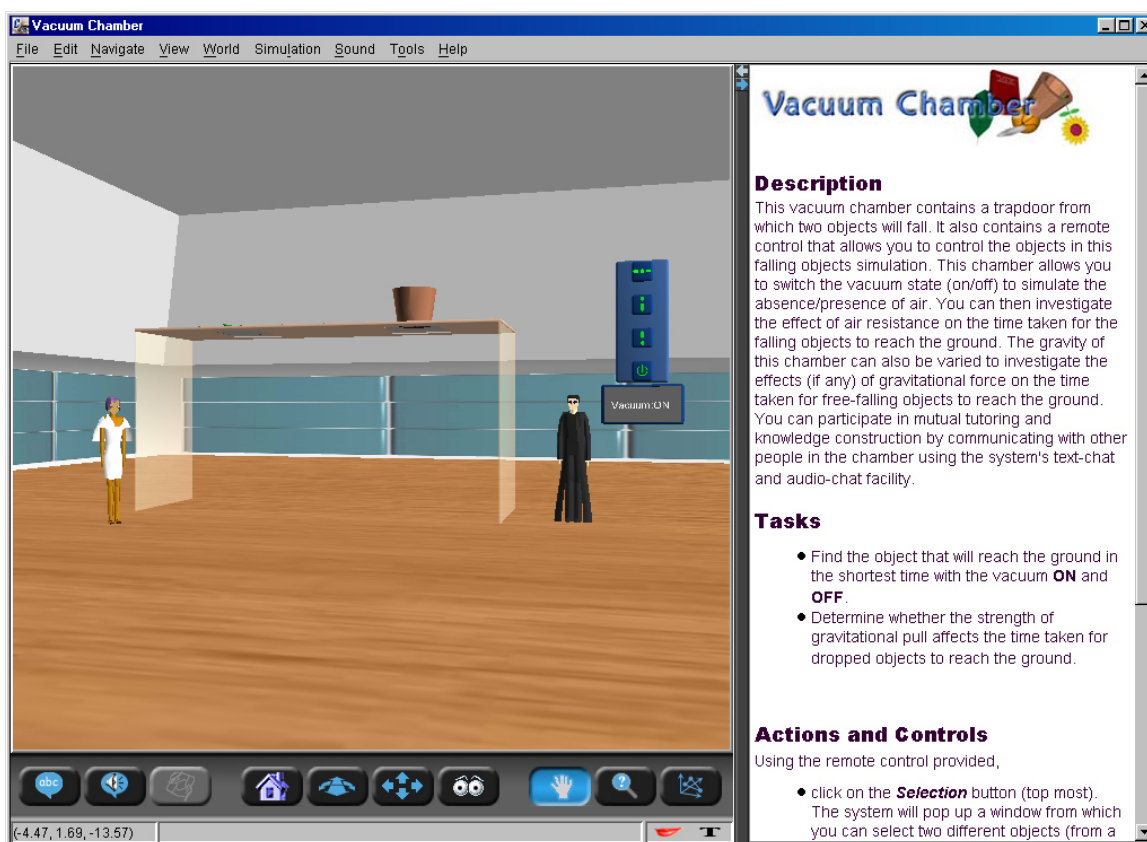 Vacuum Chamber
File Edit Navigate View World Simulation Sound Tools Help
Vacuum:ON
abc
(-4.47, 1.69, -13.57)
Vacuum Chamber
Description
This vacuum chamber contains a trapdoor from
which two objects will fall. It also contains a remote
control that allows you to control the objects in this
falling objects simulation. This chamber allows you
to switch the vacuum state (on/off) to simulate the
absence/presence of air. You can then investigate
the effect of air resistance on the time taken for the
falling objects to reach the ground. The gravity of
this chamber can also be varied to investigate the
effects (if any) of gravitational force on the time
taken for free-falling objects to reach the ground.
You can participate in mutual tutoring and
knowledge construction by communicating with other
people in the chamber using the system's text-chat
and audio-chat facility.
Tasks
● Find the object that will reach the ground in
the shortest time with the vacuum ON and
OFF.
● Determine whether the strength of
gravitational pull affects the time taken for
dropped objects to reach the ground.
Actions and Controls
Using the remote control provided,
● click on the Selection button (top most).
The system will pop up a window from which
you can select two different objects (from a